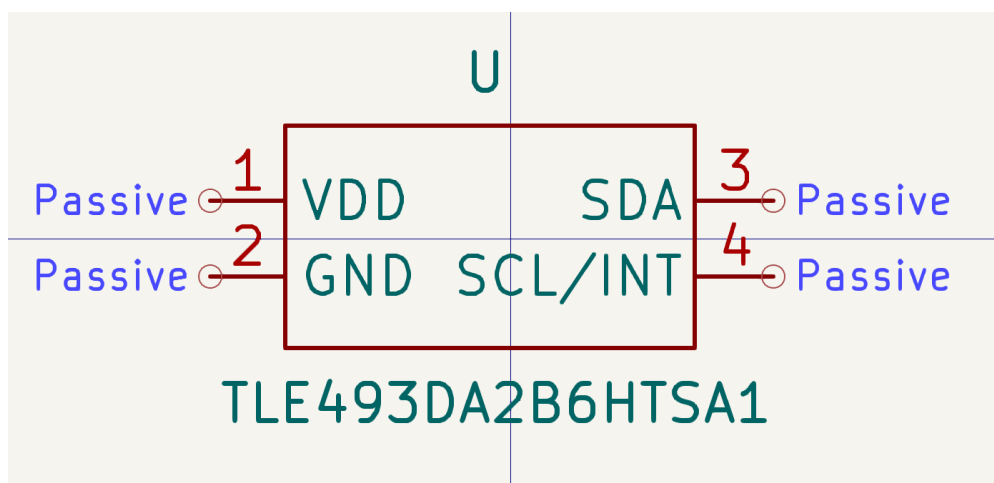 U
1 3
Passive VDD SDA Passive
2 4
Passive GND SCL/INT Passive
TLE493DA2B6HTSA1